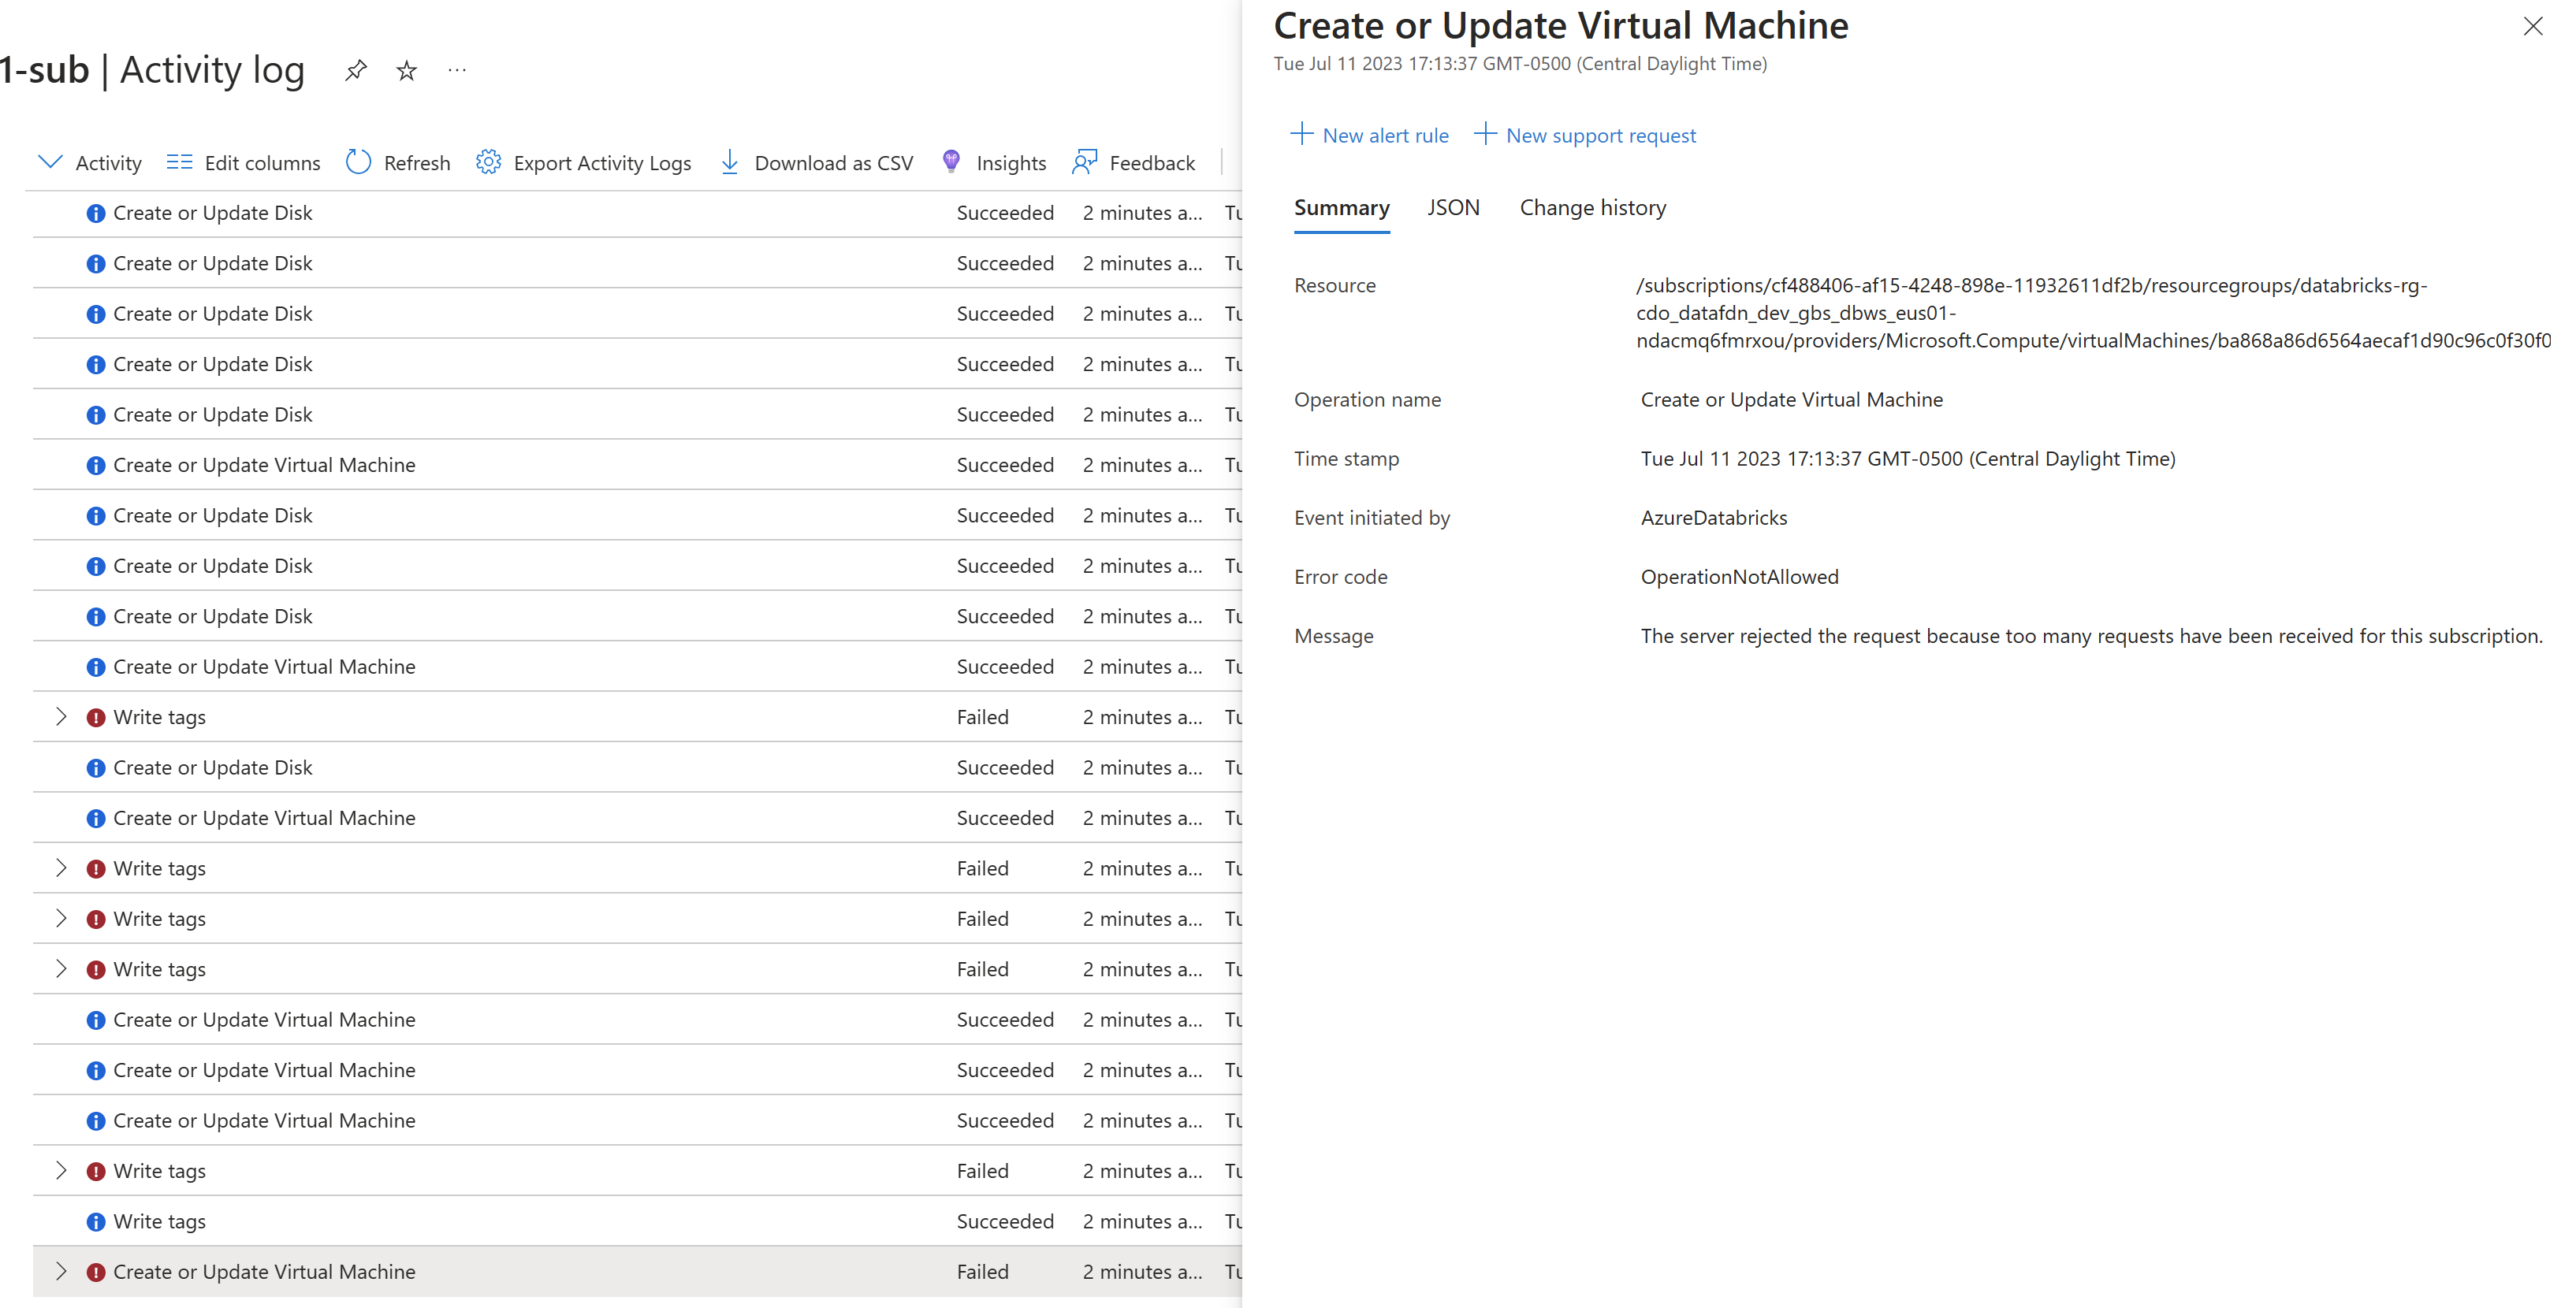 1-sub | Activity log
Activity Edit columns Refresh Export Activity Logs Download as CSV Insights Feedback
Create or Update Disk Succeeded 2 minutes a... Tu
Create or Update Disk Succeeded 2 minutes a... Tu
Create or Update Disk Succeeded 2 minutes a... Tu
Create or Update Disk Succeeded 2 minutes a... Tu
Create or Update Disk Succeeded 2 minutes a... Tu
Create or Update Virtual Machine Succeeded 2 minutes a... Tu
Create or Update Disk Succeeded 2 minutes a... Tu
Create or Update Disk Succeeded 2 minutes a... Tu
Create or Update Disk Succeeded 2 minutes a... Tu
Create or Update Virtual Machine Succeeded 2 minutes a... Tu
Write tags Failed 2 minutes a... Tu
Create or Update Disk Succeeded 2 minutes a... Tu
Create or Update Virtual Machine Succeeded 2 minutes a... Tu
Write tags Failed 2 minutes a... Tu
Write tags Failed 2 minutes a... Tu
Write tags Failed 2 minutes a... Tu
Create or Update Virtual Machine Succeeded 2 minutes a... Tu
Create or Update Virtual Machine Succeeded 2 minutes a... Tu
Create or Update Virtual Machine Succeeded 2 minutes a... Tu
Write tags Failed 2 minutes a... Tu
Write tags Succeeded 2 minutes a... Tu
Create or Update Virtual Machine Failed 2 minutes a... Tu
Create or Update Virtual Machine
Tue Jul 11 2023 17:13:37 GMT-0500 (Central Daylight Time)
New alert rule New support request
Summary JSON Change history
Resource /subscriptions/cf488406-af15-4248-898e-11932611df2b/resourcegroups/databricks-rg-
cdo_datafdn_dev_gbs_dbws_eus01-
ndacmq6fmrxou/providers/Microsoft.Compute/virtualMachines/ba868a86d6564aecaf1d90c96c0f30f0
Operation name Create or Update Virtual Machine
Time stamp Tue Jul 11 2023 17:13:37 GMT-0500 (Central Daylight Time)
Event initiated by AzureDatabricks
Error code OperationNotAllowed
Message The server rejected the request because too many requests have been received for this subscription.